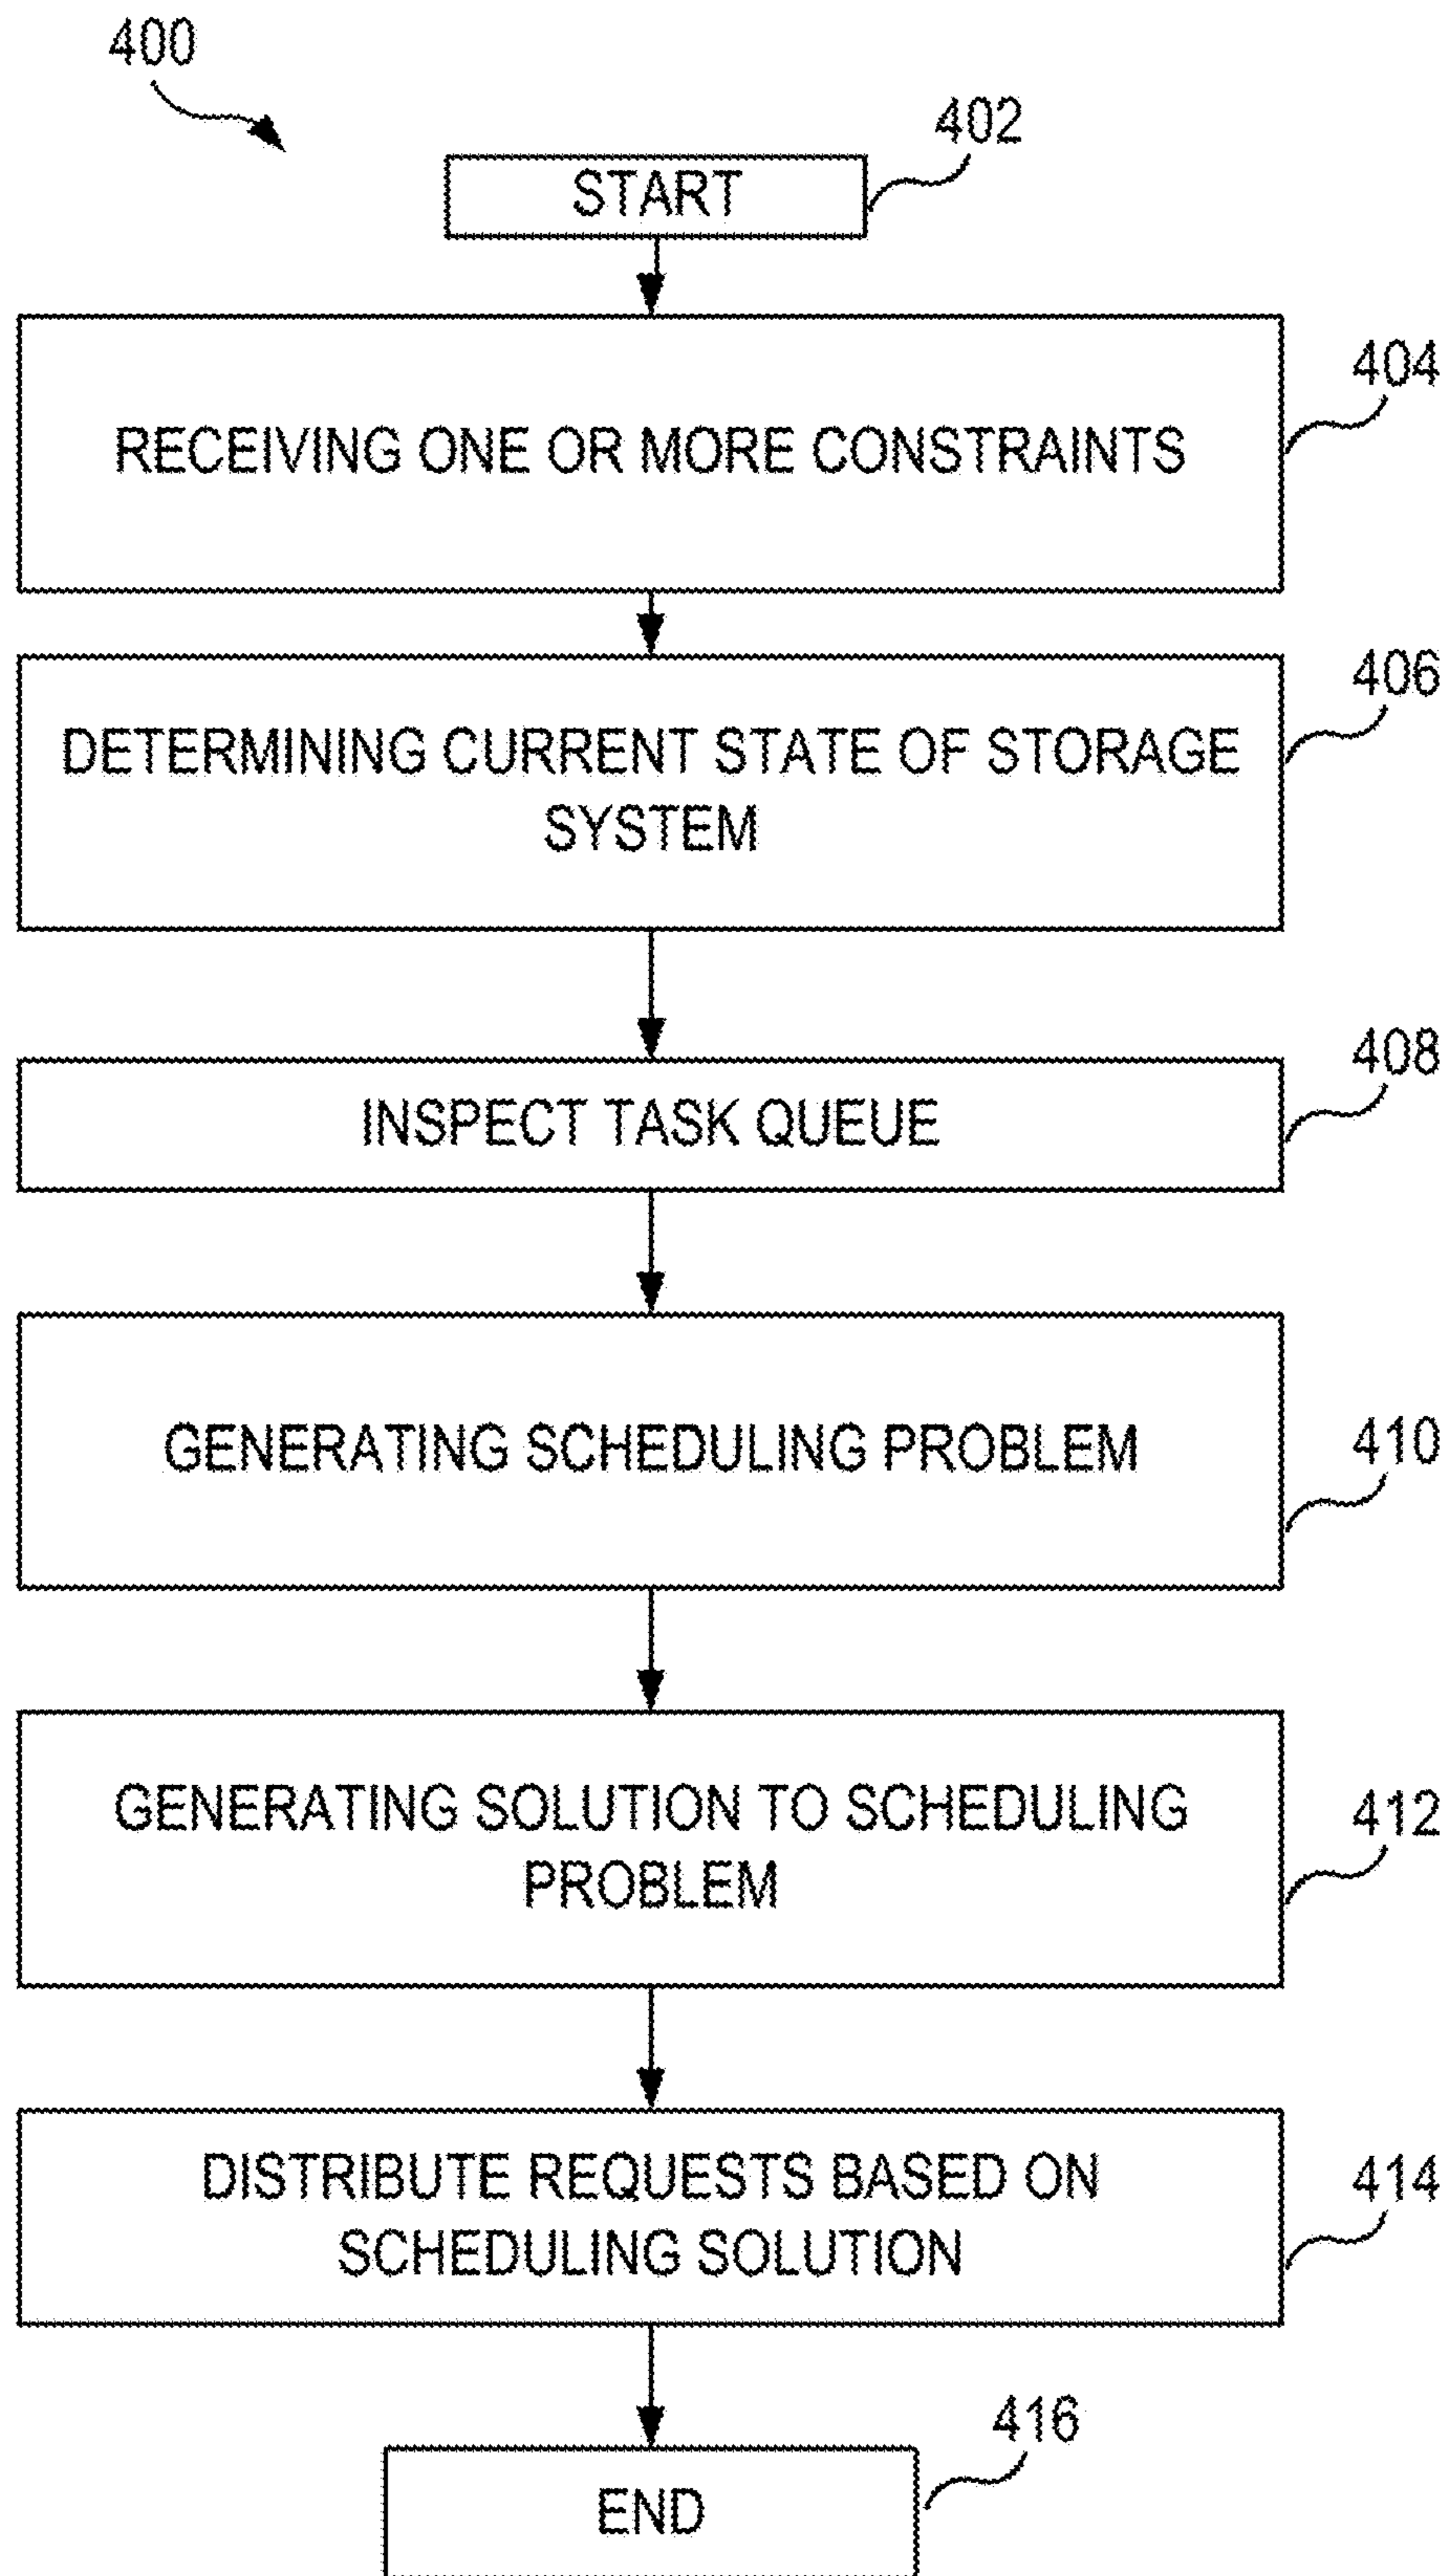 400
402
START
404
RECEIVING ONE OR MORE CONSTRAINTS
406
DETERMINING CURRENT STATE OF STORAGE
SYSTEM
408
INSPECT TASK QUEUE
410
GENERATING SCHEDULING PROBLEM
412
GENERATING SOLUTION TO SCHEDULING
PROBLEM
414
DISTRIBUTE REQUESTS BASED ON
SCHEDULING SOLUTION
416
END